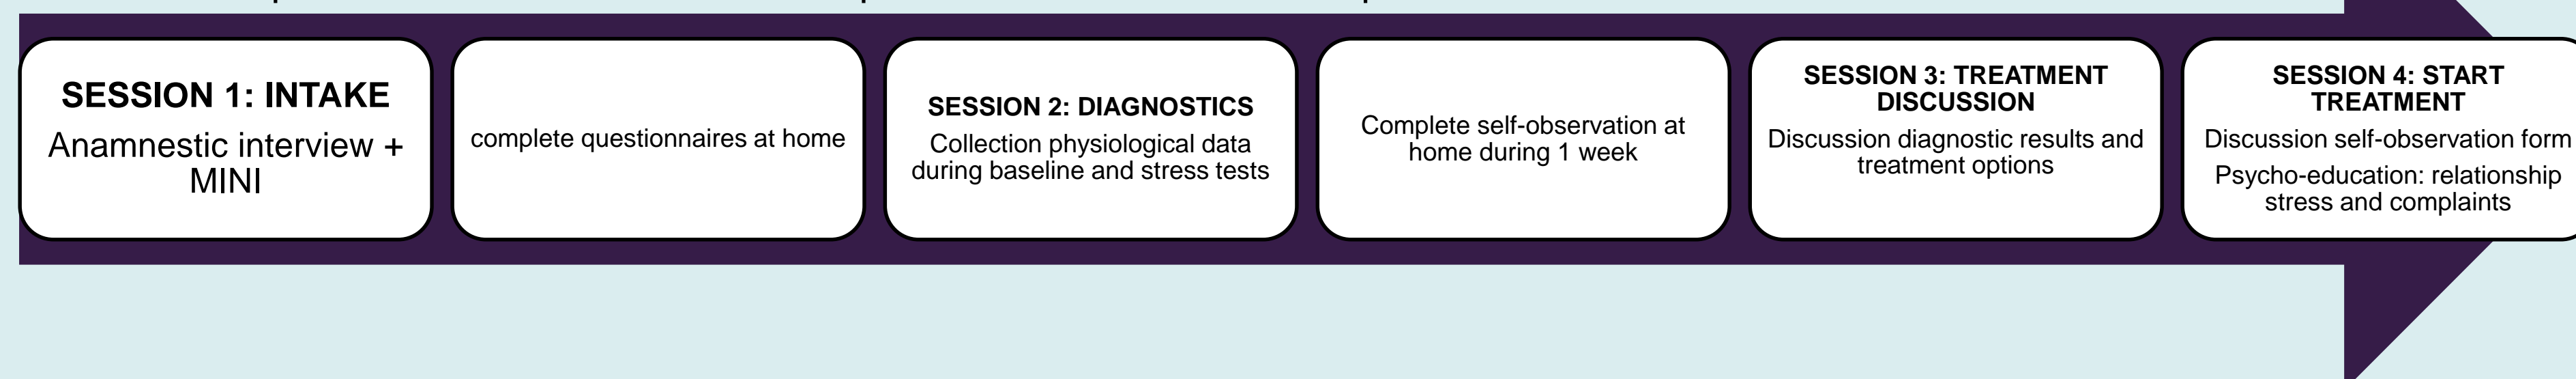 SESSION 1: INTAKE
Anamnestic interview +
MINI
complete questionnaires at home
SESSION 2: DIAGNOSTICS
Collection physiological data
during baseline and stress tests
Complete self-observation at
home during 1 week
SESSION 3: TREATMENT
DISCUSSION
Discussion diagnostic results and
treatment options
SESSION 4: START
TREATMENT
Discussion self-observation form
Psycho-education: relationship
stress and complaints